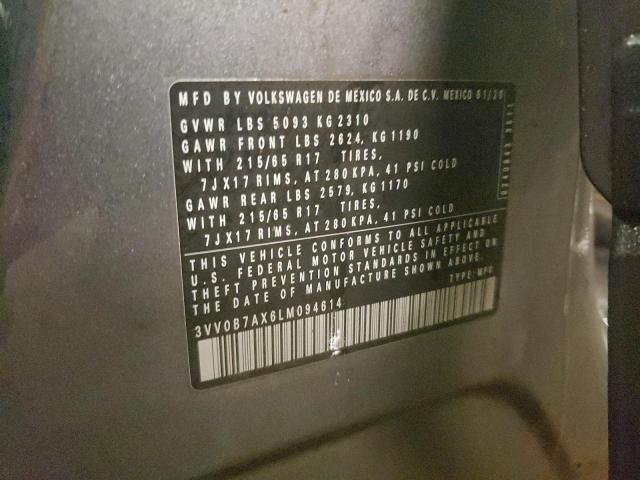 MFD BY VOLKSWAGEN DE MEXICO S.A. DE C.V. MEXICO 01/20
GVWR LBS 5093 KG 2310
GAWR FRONT LBS 2624, KG 1190
WITH 215/65 R17 TIRES,
7JX17 RIMS, AT 280 KPA, 41 PSI COLD
GAWR REAR LBS 2579, KG 1170
WITH 215/65 R17 TIRES,
7JX17 RIMS, AT 280 KPA, 41 PSI COLD
THIS VEHICLE CONFORMS TO ALL APPLICABLE
U.S. FEDERAL MOTOR VEHICLE SAFETY AND
THEFT PREVENTION STANDARDS IN EFFECT ON
THE DATE OF MANUFACTURE SHOWN ABOVE.
TYPE: MPV
3VV0B7AX6LM094614